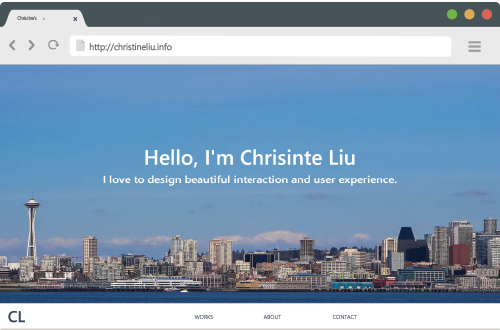 Christine's
x
http://christineliu.info
Hello, I'm Chrisinte Liu
I love to design beautiful interaction and user experience.
CL
WORKS ABOUT CONTACT